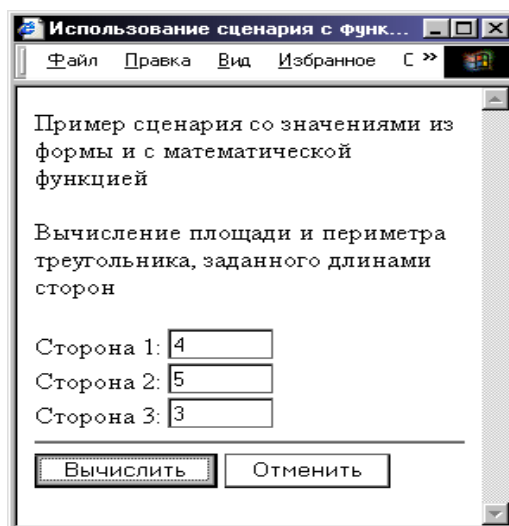 Использование сценария с функ...
Файл Правка Вид Избранное С »
Пример сценария со значениями из
формы и с математической
функцией
Вычисление площади и периметра
треугольника, заданного длинами
сторон
Сторона 1: 4
Сторона 2: 5
Сторона 3: 3
Вычислить Отменить